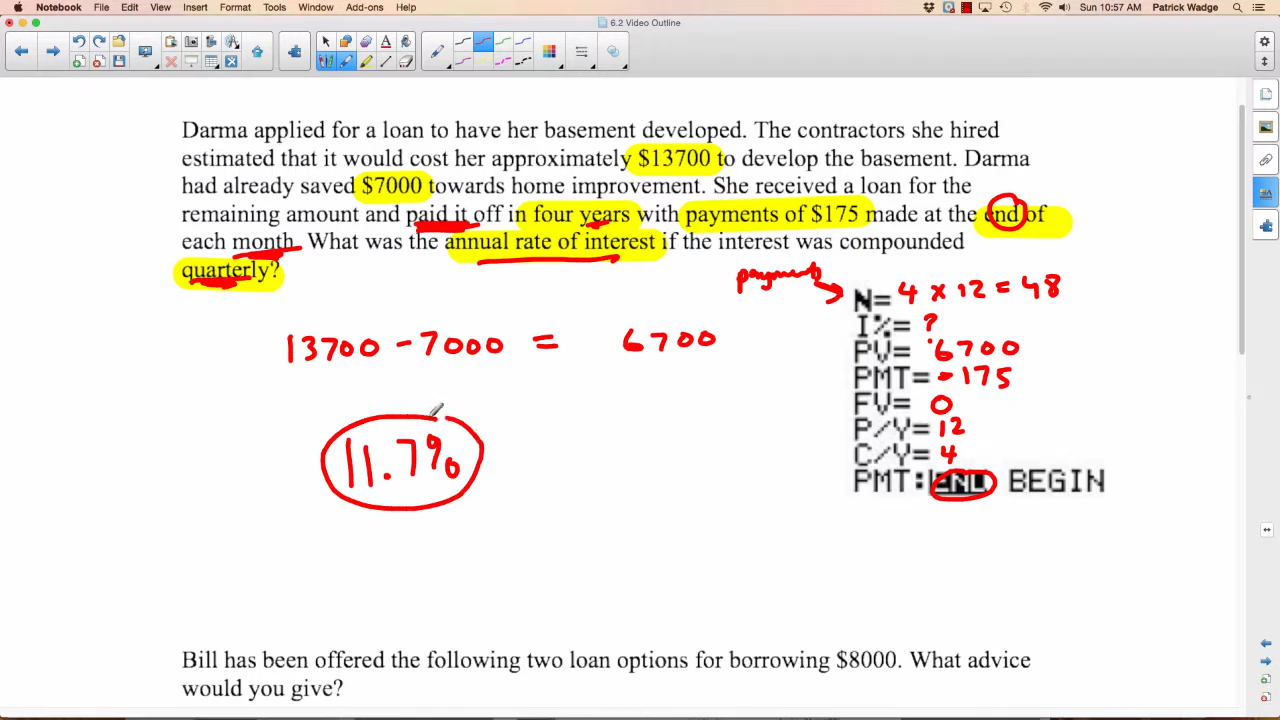 Notebook File Edit View Insert Format Tools Window Add-ons Help Sun 10:57 AM Patrick Wadge
6.2 Video Outline
Darma applied for a loan to have her basement developed. The contractors she hired
estimated that it would cost her approximately $13700 to develop the basement. Darma
had already saved $7000 towards home improvement. She received a loan for the
remaining amount and paid it off in four years with payments of $175 made at the end of
each month. What was the annual rate of interest if the interest was compounded
quarterly?
payments
N= 4 × 12 = 48
I%= ?
13700 - 7000 = 6700
PV= 6700
PMT= -175
FV= 0
P/Y= 12
C/Y= 4
11.7%
PMT:END BEGIN
Bill has been offered the following two loan options for borrowing $8000. What advice
would you give?